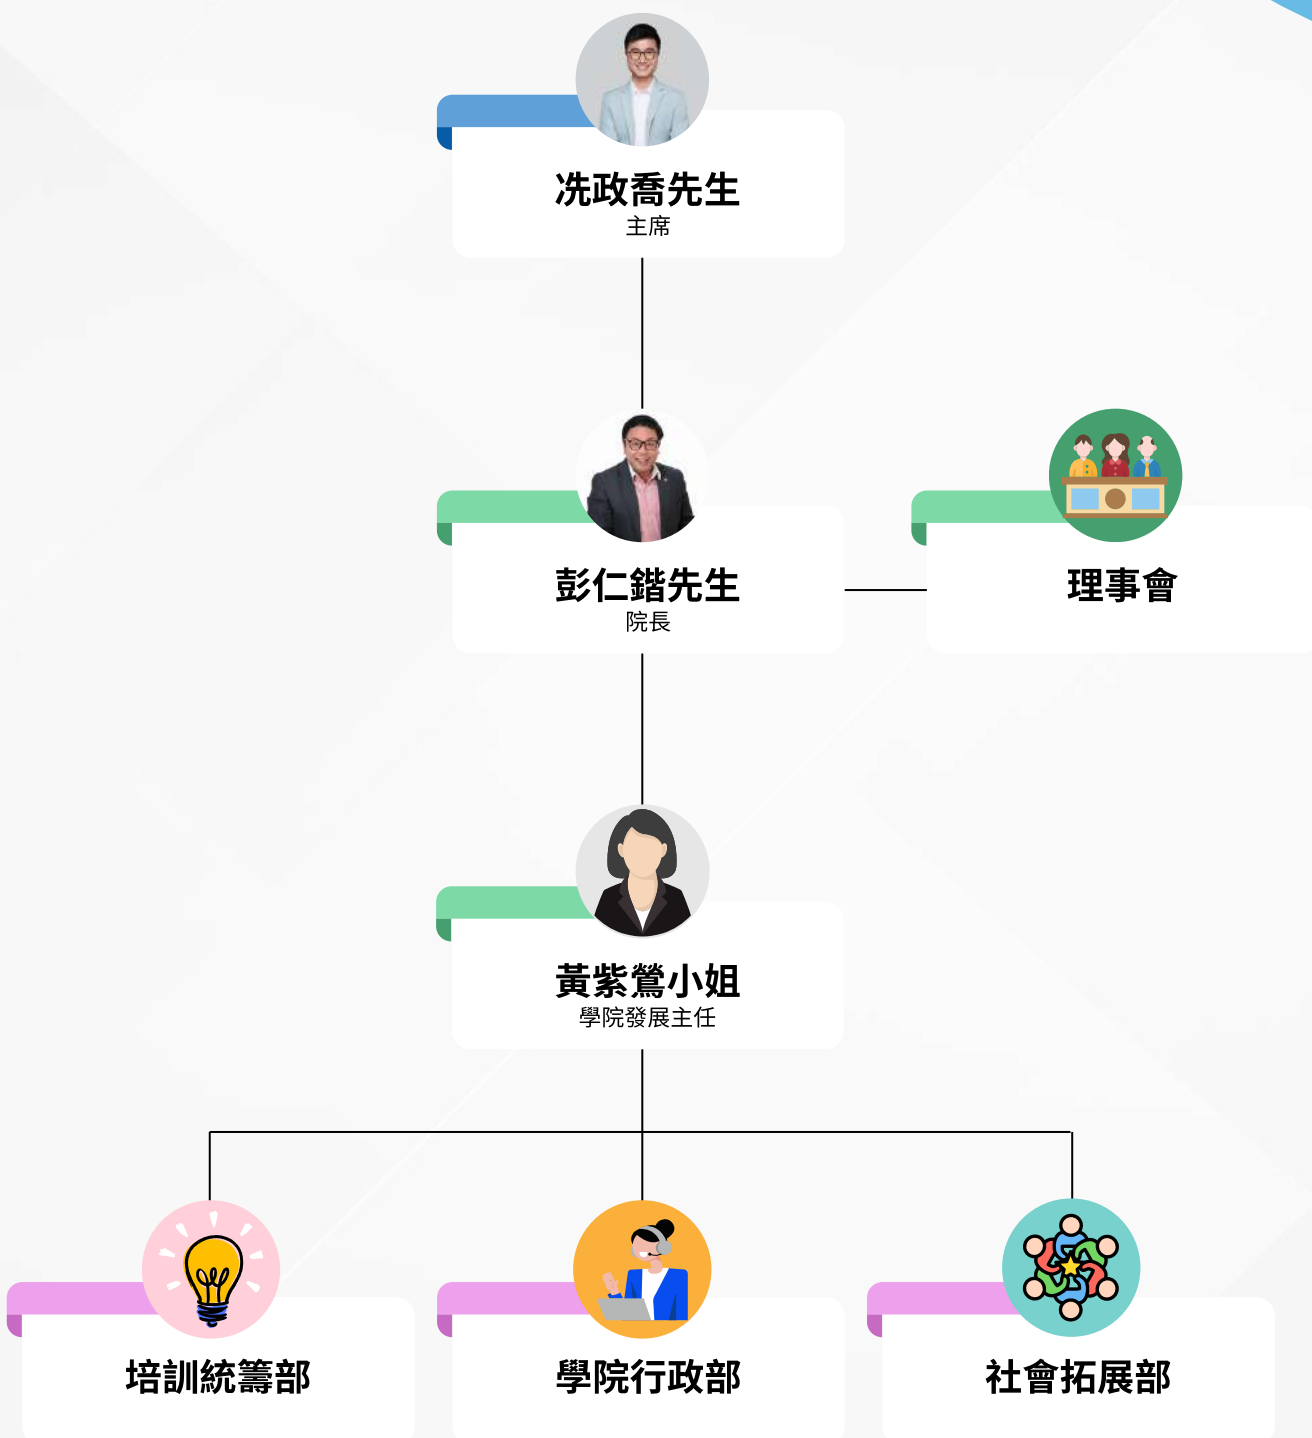 冼政喬先生
主席
彭仁鍇先生
院長
理事會
黃紫鶯小姐
學院發展主任
培訓統籌部
學院行政部
社會拓展部